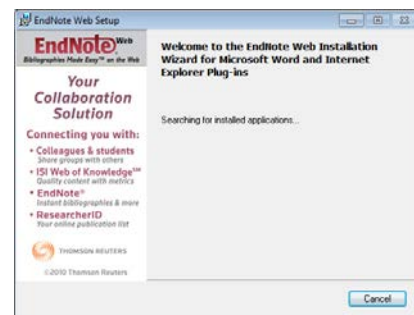 EndNote Web Setup
EndNote Web
Bibliographies Made Easy™ on the Web
Your
Collaboration
Solution
Connecting you with:
• Colleagues & students
Share groups with others
• ISI Web of Knowledge℠
Quality content with metrics
• EndNote®
Instant bibliographies & more
• ResearcherID
Your online publication list
THOMSON REUTERS
©2010 Thomson Reuters
Welcome to the EndNote Web Installation
Wizard for Microsoft Word and Internet
Explorer Plug-ins
Searching for installed applications...
Cancel